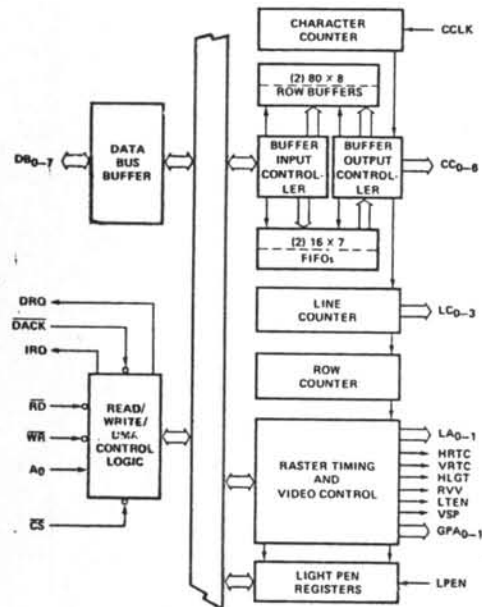 CHARACTER
COUNTER
CCLK
(2) 80 X 8
ROW BUFFERS
DB0-7
DATA
BUS
BUFFER
BUFFER
INPUT
CONTROL-
LER
BUFFER
OUTPUT
CONTROL-
LER
CC0-6
(2) 16 X 7
FIFOs
DRQ
DACK
IRQ
RD
WR
A0
CS
READ/
WRITE/
DMA
CONTROL
LOGIC
LINE
COUNTER
LC0-3
ROW
COUNTER
RASTER TIMING
AND
VIDEO CONTROL
LA0-1
HRTC
VRTC
HLGT
RVV
LTEN
VSP
GPA0-1
LIGHT PEN
REGISTERS
LPEN